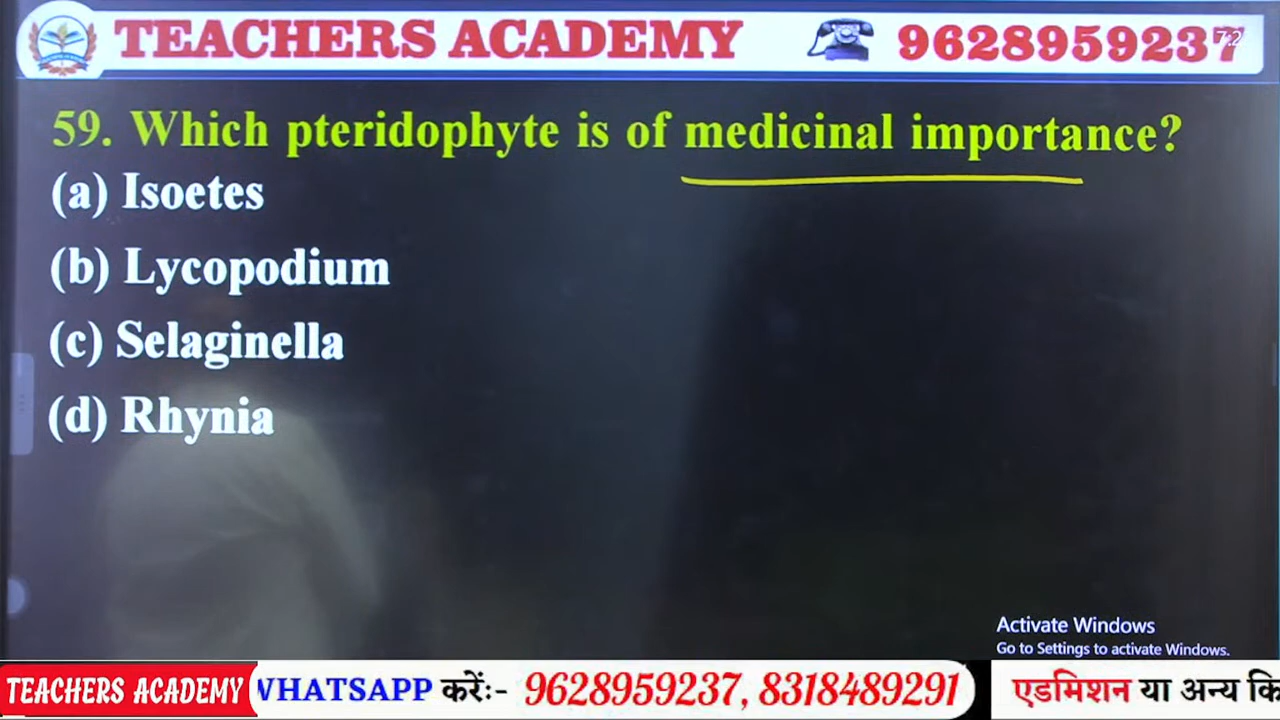 TEACHERS ACADEMY 9628959237
59. Which pteridophyte is of medicinal importance?
(a) Isoetes
(b) Lycopodium
(c) Selaginella
(d) Rhynia
Activate Windows
Go to Settings to activate Windows.
TEACHERS ACADEMY WHATSAPP करेंः- 9628959237, 8318489291 एडमिशन या अन्य कि